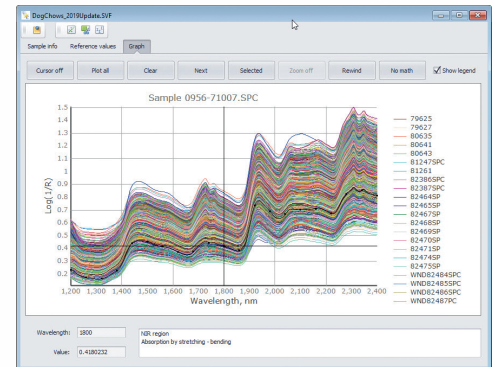 DogChows_2019Update.SVF
Sample info Reference values Graph
Cursor off Plot all Clear Next Selected Zoom off Rewind No math Show legend
Sample 0956-71007.SPC
Log(1/R)
1.5
1.4
1.3
1.2
1.1
1
0.9
0.8
0.7
0.6
0.5
0.4
0.3
0.2
1,200 1,300 1,400 1,500 1,600 1,700 1,800 1,900 2,000 2,100 2,200 2,300 2,400
Wavelength, nm
79625
79627
80635
80641
80643
81247SPC
81261
82386SPC
82387SPC
82464SP
82465SP
82467SP
82468SP
82469SP
82470SP
82471SP
82474SP
82475SP
WND82484SPC
WND82485SPC
WND82486SPC
WND82487PC
Wavelength: 1800
Value: 0.4180232
NIR region
Absorption by stretching - bending